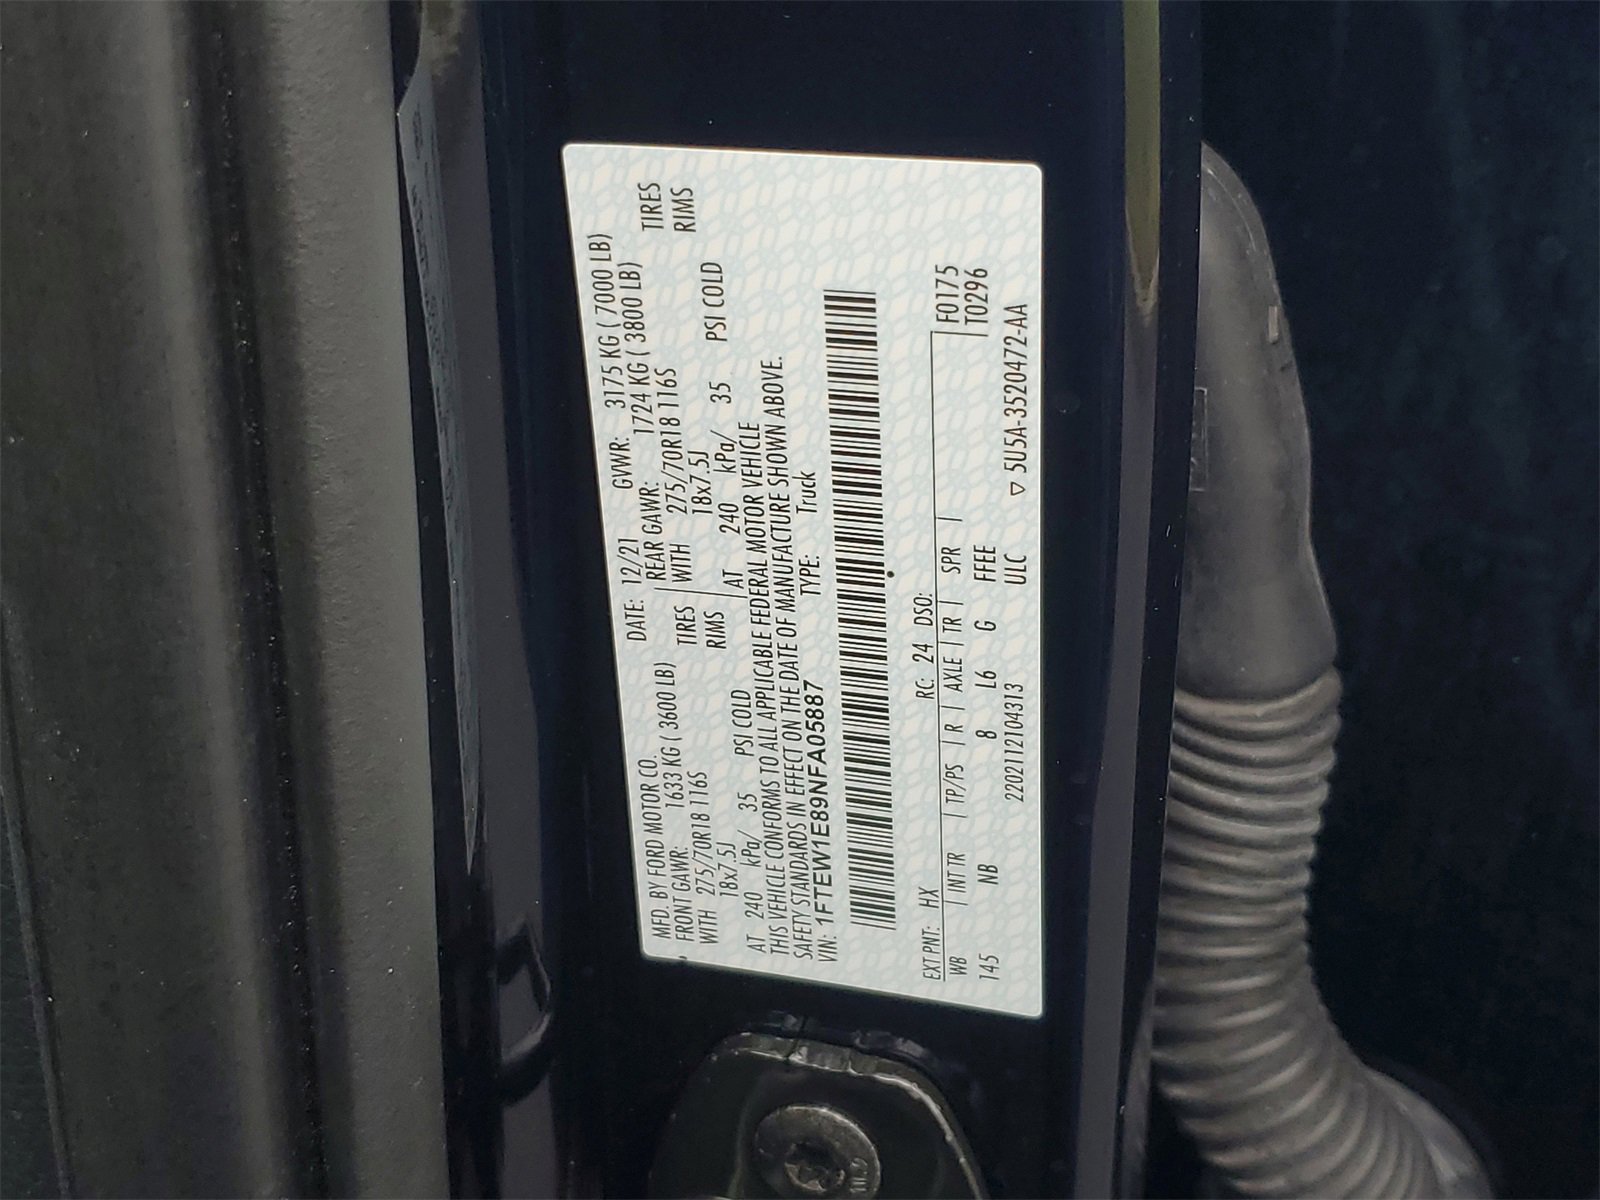 MFD. BY FORD MOTOR CO. DATE: 12/21 GVWR: 3175 KG ( 7000 LB)
FRONT GAWR: 1633 KG ( 3600 LB) REAR GAWR: 1724 KG ( 3800 LB)
WITH 275/70R18 116S TIRES WITH 275/70R18 116S TIRES
18x7.5J RIMS 18x7.5J RIMS
AT 240 kPa/ 35 PSI COLD AT 240 kPa/ 35 PSI COLD
THIS VEHICLE CONFORMS TO ALL APPLICABLE FEDERAL MOTOR VEHICLE
SAFETY STANDARDS IN EFFECT ON THE DATE OF MANUFACTURE SHOWN ABOVE.
VIN: 1FTEW1E89NFA05887 TYPE: Truck
EXT PNT: HX RC: 24 DSO: F0175
WB INT TR TP/PS R AXLE TR SPR T0296
145 NB 8 L6 G FFEE
220211210431​3 ULC ▽ 5U5A-3520472-AA